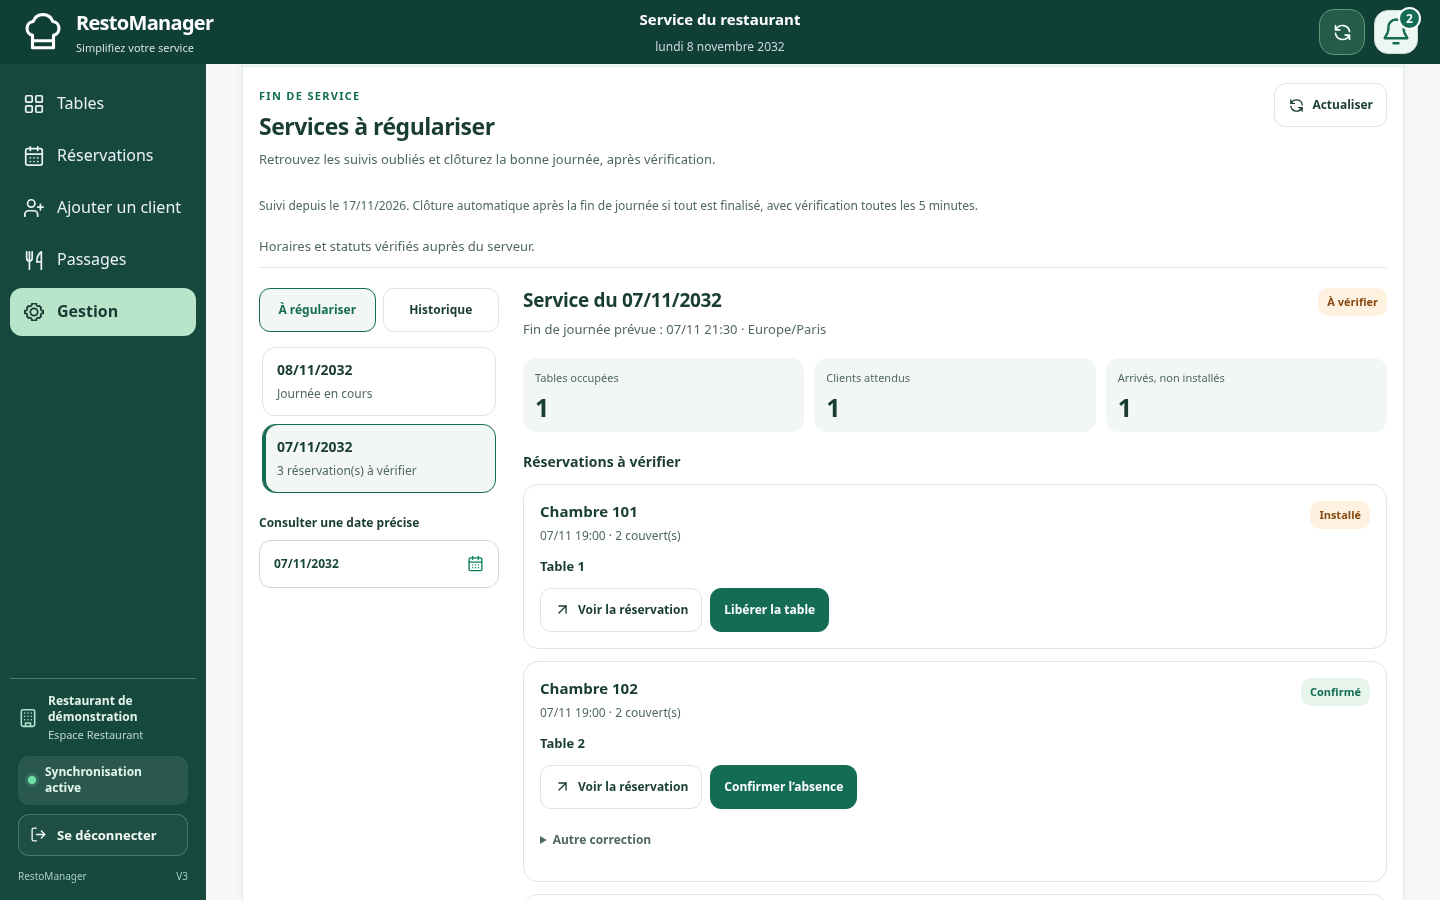 RestoManager
Simplifiez votre service
Service du restaurant
lundi 8 novembre 2032
2
Tables
Réservations
Ajouter un client
Passages
Gestion
Restaurant de
démonstration
Espace Restaurant
Synchronisation
active
Se déconnecter
RestoManager V3
FIN DE SERVICE
Services à régulariser
Retrouvez les suivis oubliés et clôturez la bonne journée, après vérification.
Actualiser
Suivi depuis le 17/11/2026. Clôture automatique après la fin de journée si tout est finalisé, avec vérification toutes les 5 minutes.
Horaires et statuts vérifiés auprès du serveur.
À régulariser
Historique
08/11/2032
Journée en cours
07/11/2032
3 réservation(s) à vérifier
Consulter une date précise
07/11/2032
Service du 07/11/2032
À vérifier
Fin de journée prévue : 07/11 21:30 · Europe/Paris
Tables occupées
1
Clients attendus
1
Arrivés, non installés
1
Réservations à vérifier
Chambre 101
Installé
07/11 19:00 · 2 couvert(s)
Table 1
Voir la réservation
Libérer la table
Chambre 102
Confirmé
07/11 19:00 · 2 couvert(s)
Table 2
Voir la réservation
Confirmer l’absence
Autre correction